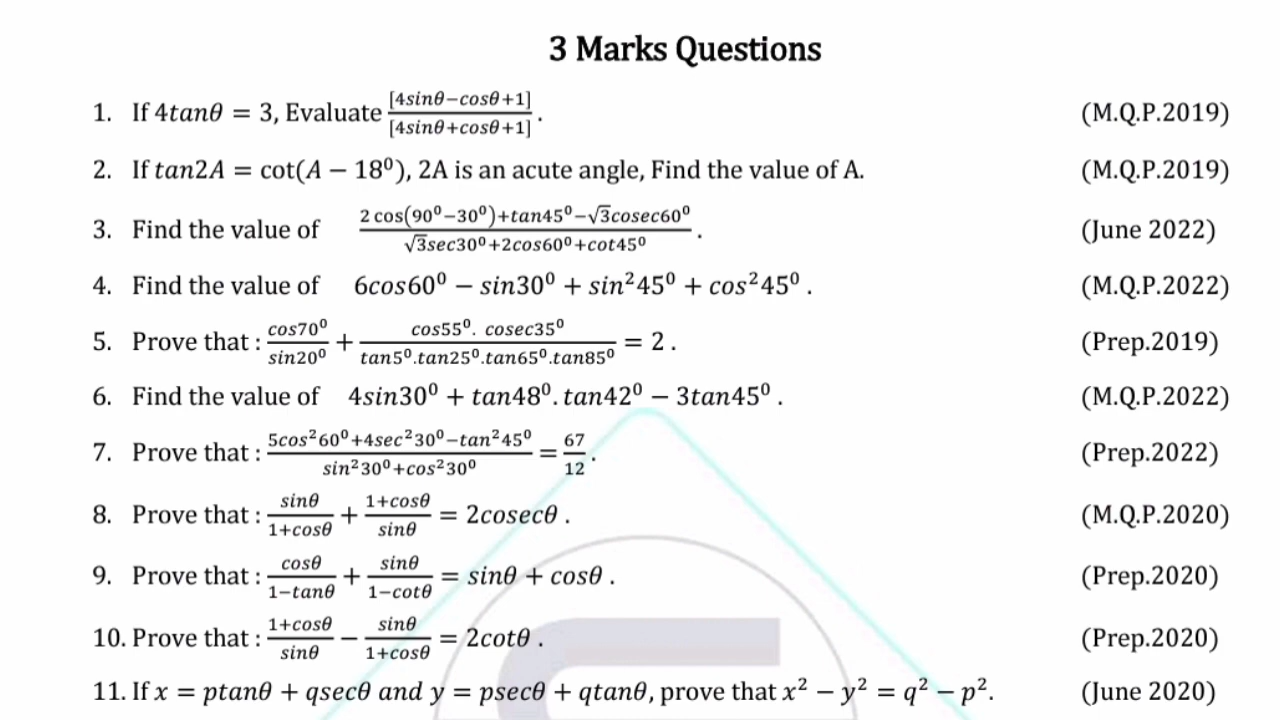 3 Marks Questions
1. If 4tanθ = 3, Evaluate [4sinθ−cosθ+1]/[4sinθ+cosθ+1] . (M.Q.P.2019)
2. If tan2A = cot(A − 18⁰), 2A is an acute angle, Find the value of A. (M.Q.P.2019)
3. Find the value of (2 cos(90⁰−30⁰)+tan45⁰−√3cosec60⁰)/(√3sec30⁰+2cos60⁰+cot45⁰) . (June 2022)
4. Find the value of 6cos60⁰ − sin30⁰ + sin²45⁰ + cos²45⁰ . (M.Q.P.2022)
5. Prove that : cos70⁰/sin20⁰ + (cos55⁰. cosec35⁰)/(tan5⁰.tan25⁰.tan65⁰.tan85⁰) = 2 . (Prep.2019)
6. Find the value of 4sin30⁰ + tan48⁰. tan42⁰ − 3tan45⁰ . (M.Q.P.2022)
7. Prove that : (5cos²60⁰+4sec²30⁰−tan²45⁰)/(sin²30⁰+cos²30⁰) = 67/12 . (Prep.2022)
8. Prove that : sinθ/(1+cosθ) + (1+cosθ)/sinθ = 2cosecθ . (M.Q.P.2020)
9. Prove that : cosθ/(1−tanθ) + sinθ/(1−cotθ) = sinθ + cosθ . (Prep.2020)
10. Prove that : (1+cosθ)/sinθ − sinθ/(1+cosθ) = 2cotθ . (Prep.2020)
11. If x = ptanθ + qsecθ and y = psecθ + qtanθ, prove that x² − y² = q² − p². (June 2020)